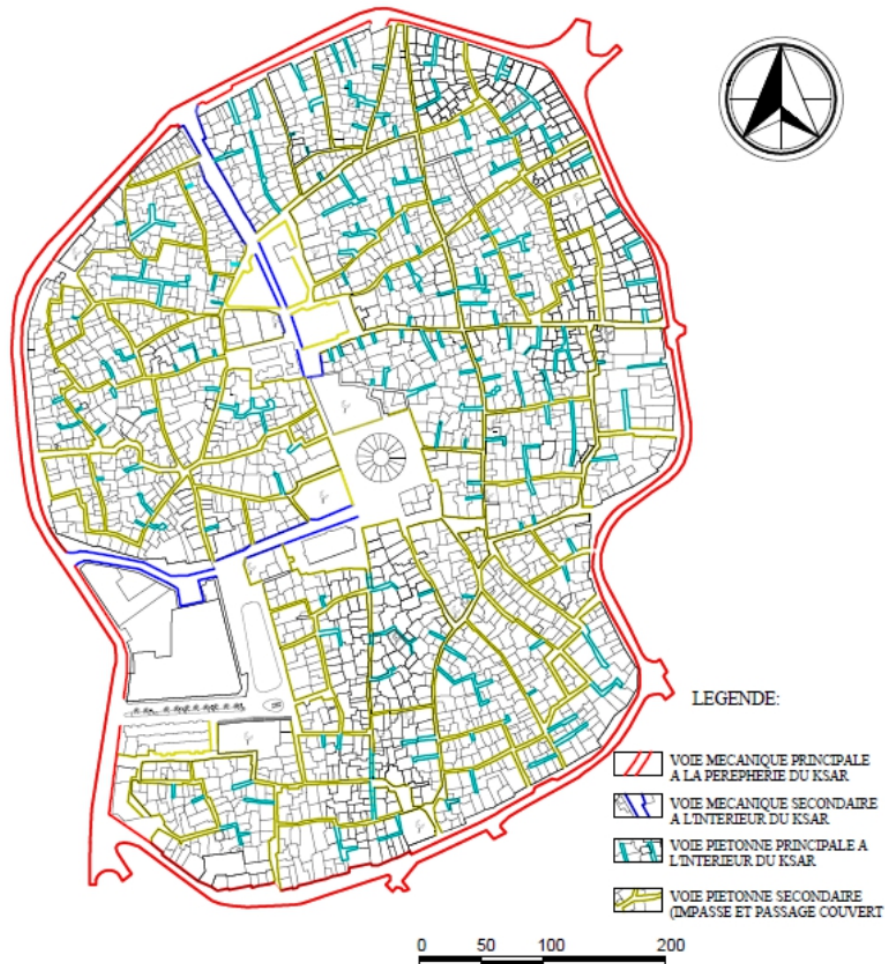 LEGENDE:
VOIE MECANIQUE PRINCIPALE
A LA PEREPHERIE DU KSAR
VOIE MECANIQUE SECONDAIRE
A L'INTERIEUR DU KSAR
VOIE PIETONNE PRINCIPALE A
L'INTERIEUR DU KSAR
VOIE PIETONNE SECONDAIRE
(IMPASSE ET PASSAGE COUVERT
0 50 100 200